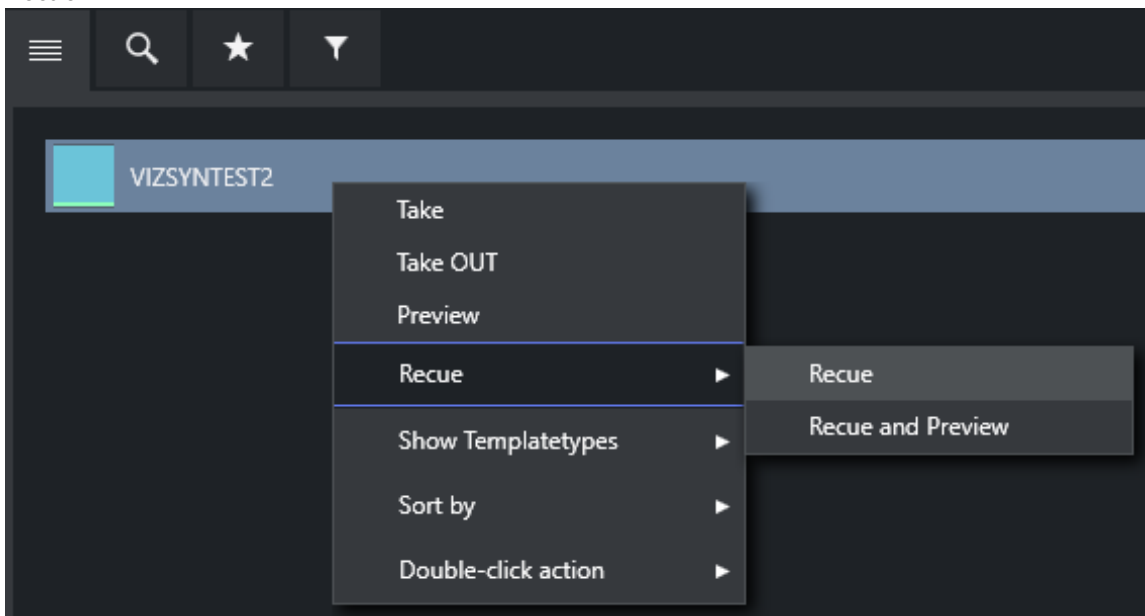 VIZSYNTEST2
Take
Take OUT
Preview
Recue
Recue
Recue and Preview
Show Templatetypes
Sort by
Double-click action